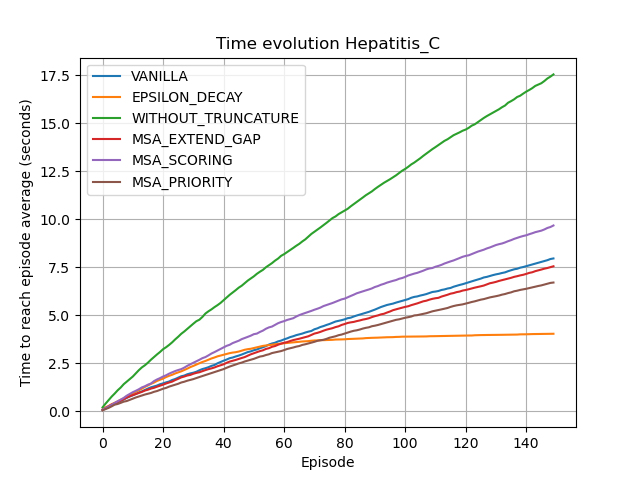 Time evolution Hepatitis_C
Time to reach episode average (seconds)
17.5
15.0
12.5
10.0
7.5
5.0
2.5
0.0
VANILLA
EPSILON_DECAY
WITHOUT_TRUNCATURE
MSA_EXTEND_GAP
MSA_SCORING
MSA_PRIORITY
0 20 40 60 80 100 120 140
Episode